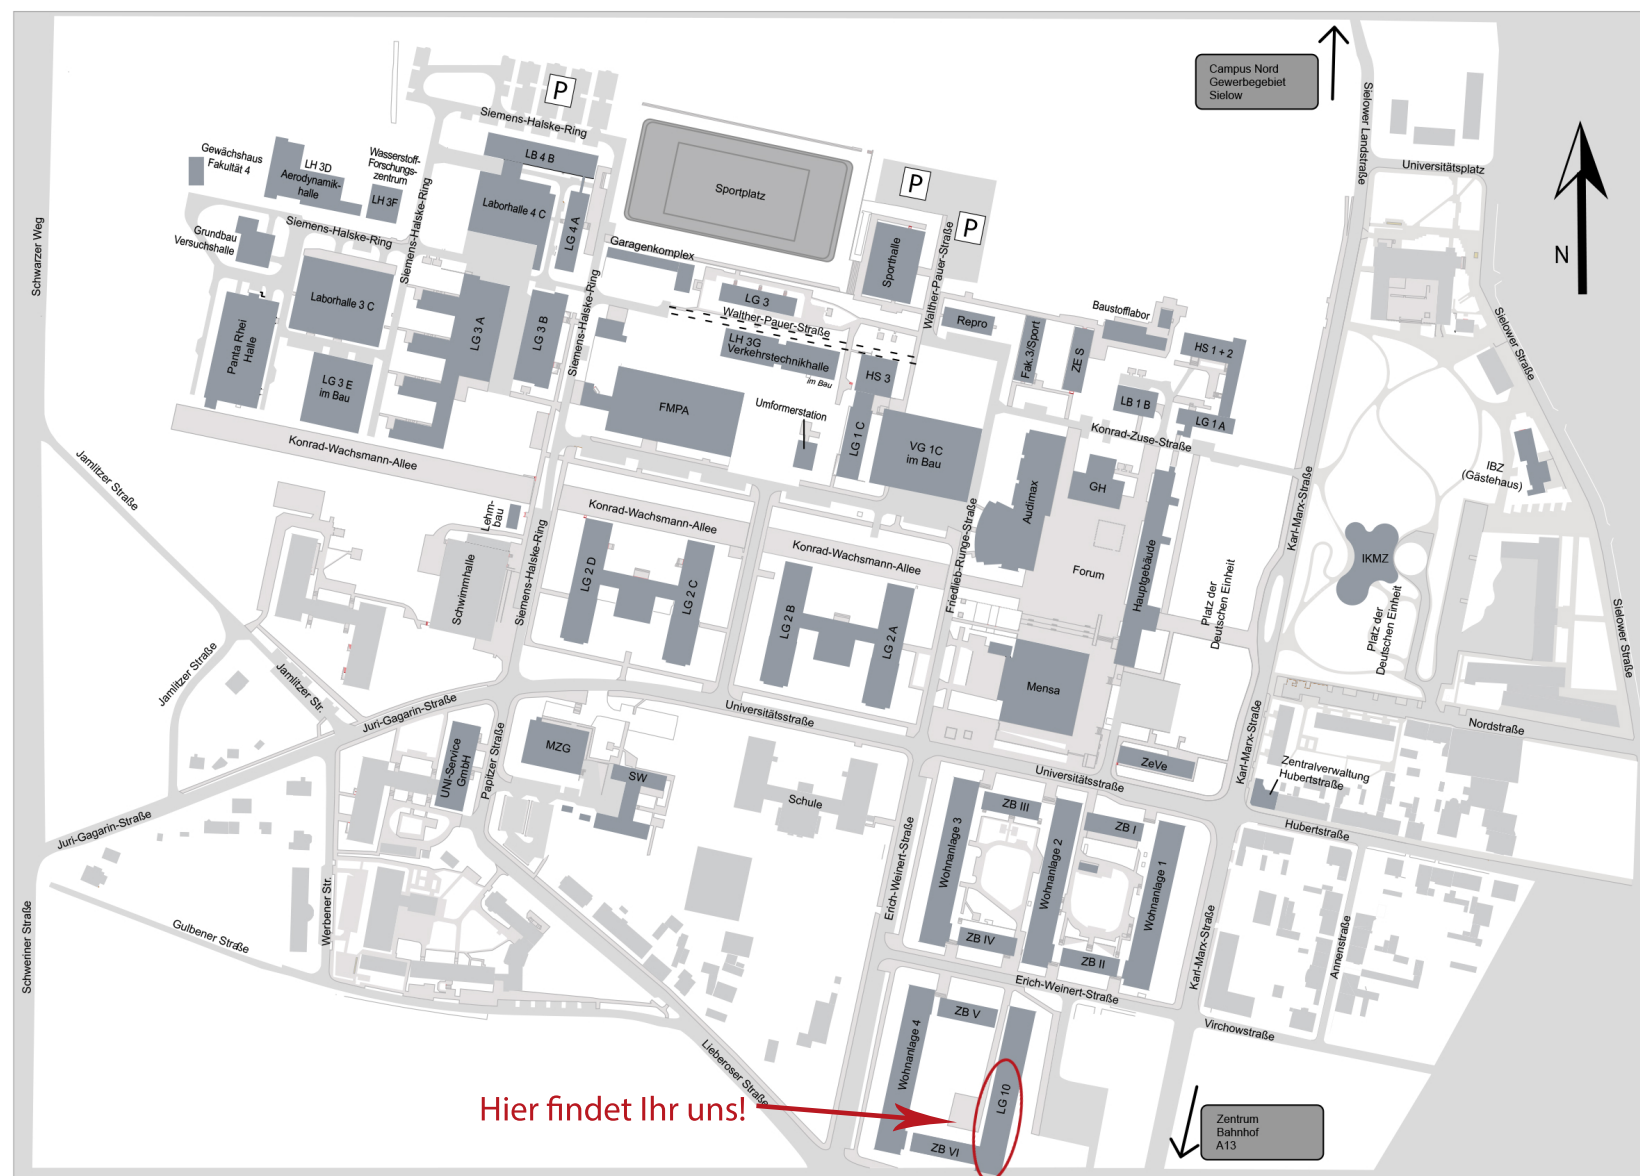 Campus Nord
Gewerbegebiet
Sielow
P
Siemens-Halske-Ring
Sielower Landstraße
Universitätsplatz
Gewächshaus
Fakultät 4
LH 3D
Aerodynamik-
halle
Wasserstoff-
Forschungs-
zentrum
LH 3F
LB 4 B
Laborhalle 4 C
LG 4 A
Sportplatz
P
P
N
Schwarzer Weg
Grundbau
Versuchshalle
Siemens-Halske-Ring
Siemens-Halske-Ring
Garagenkomplex
Sporthalle
Walther-Pauer-Straße
Laborhalle 3 C
LG 3 A
LG 3 B
Siemens-Halske-Ring
LG 3
Walther-Pauer-Straße
Repro
Baustofflabor
Sielower Straße
Panta Rhei
Halle
LG 3 E
im Bau
LH 3G
Verkehrstechnikhalle
im Bau
HS 3
Fak.3/Sport
ZE S
HS 1 + 2
FMPA
Umformerstation
LG 1 C
VG 1C
im Bau
LB 1 B
LG 1 A
Konrad-Zuse-Straße
Konrad-Wachsmann-Allee
Jamlitzer Straße
Lehm-
bau
Konrad-Wachsmann-Allee
Konrad-Wachsmann-Allee
Audimax
GH
Karl-Marx-Straße
IBZ
(Gästehaus)
Schwimmhalle
Siemens-Halske-Ring
LG 2 D
LG 2 C
LG 2 B
LG 2 A
Friedlieb-Runge-Straße
Forum
Hauptgebäude
Platz der
Deutschen Einheit
IKMZ
Platz der
Deutschen Einheit
Sielower Straße
Jamlitzer Straße
Jamlitzer Str.
Juri-Gagarin-Straße
Universitätsstraße
Mensa
Karl-Marx-Straße
Nordstraße
UNI-Service
GmbH
Papitzer Straße
MZG
SW
Schule
Universitätsstraße
ZeVe
Zentralverwaltung
Hubertstraße
Juri-Gagarin-Straße
Erich-Weinert-Straße
Wohnanlage 3
ZB III
Wohnanlage 2
ZB I
Wohnanlage 1
Hubertstraße
Schweriner Straße
Gulbener Straße
Werbener Str.
ZB IV
ZB II
Karl-Marx-Straße
Annenstraße
Erich-Weinert-Straße
Virchowstraße
Lieberoser Straße
Wohnanlage 4
ZB V
LG 10
ZB VI
Hier findet Ihr uns!
Zentrum
Bahnhof
A13